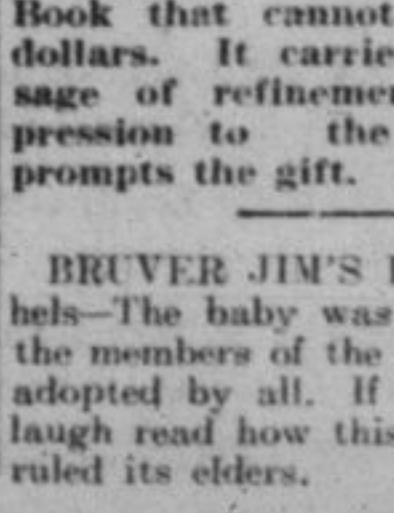 Book that cannot
dollars. It carrie
sage of refineme
pression to the
prompts the gift.
BRUVER JIM'S
hels—The baby was
the members of the
adopted by all. If
laugh read how this
ruled its elders.